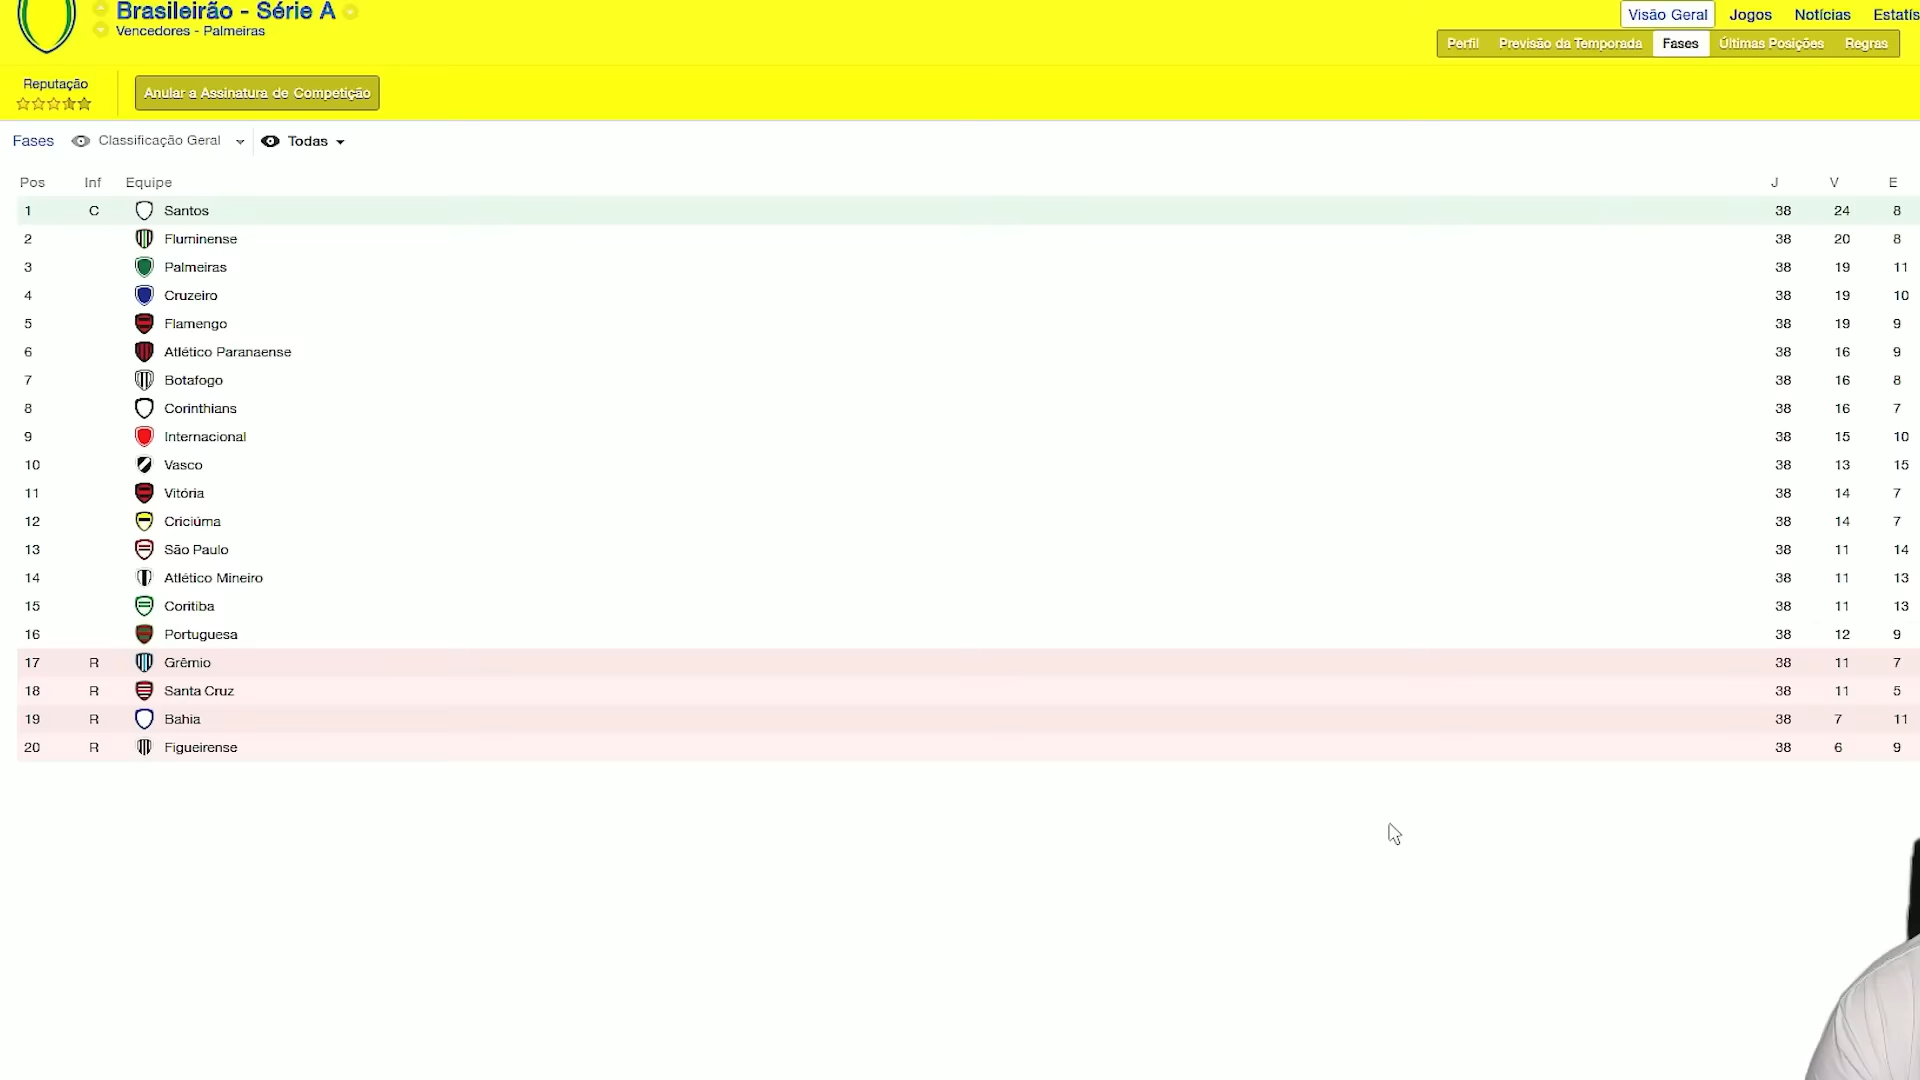 Brasileirão - Série A
Vencedores - Palmeiras
Visão Geral Jogos Notícias
Perfil Previsão da Temporada Fases Últimas Posições Regras
Reputação
Anular a Assinatura de Competição
Fases Classificação Geral Todas
Pos Inf Equipe J V E
1 C Santos 38 24 8
2 Fluminense 38 20 8
3 Palmeiras 38 19 11
4 Cruzeiro 38 19 10
5 Flamengo 38 19 9
6 Atlético Paranaense 38 16 9
7 Botafogo 38 16 8
8 Corinthians 38 16 7
9 Internacional 38 15 10
10 Vasco 38 13 15
11 Vitória 38 14 7
12 Criciúma 38 14 7
13 São Paulo 38 11 14
14 Atlético Mineiro 38 11 13
15 Coritiba 38 11 13
16 Portuguesa 38 12 9
17 R Grêmio 38 11 7
18 R Santa Cruz 38 11 5
19 R Bahia 38 7 11
20 R Figueirense 38 6 9